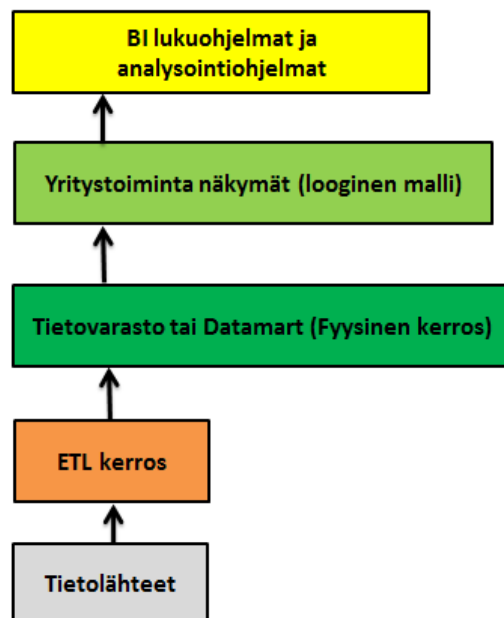 BI lukuohjelmat ja
analysointiohjelmat
Yritystoiminta näkymät (looginen malli)
Tietovarasto tai Datamart (Fyysinen kerros)
ETL kerros
Tietolähteet